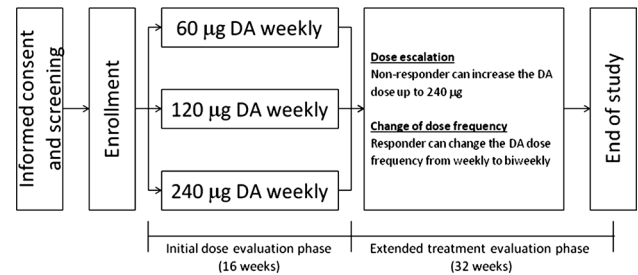 Informed consent
and screening
Enrollment
60 μg DA weekly
120 μg DA weekly
240 μg DA weekly
Dose escalation
Non-responder can increase the DA
dose up to 240 μg
Change of dose frequency
Responder can change the DA dose
frequency from weekly to biweekly
End of study
Initial dose evaluation phase
(16 weeks)
Extended treatment evaluation phase
(32 weeks)